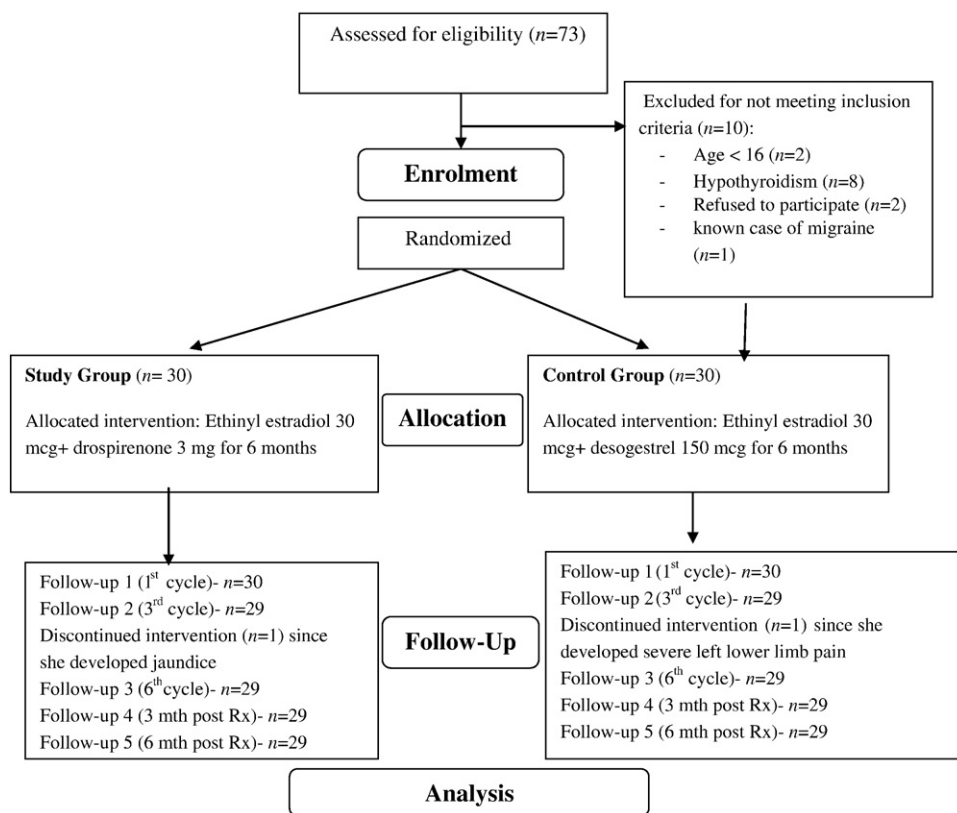 Assessed for eligibility (n=73)
Excluded for not meeting inclusion
criteria (n=10):
- Age < 16 (n=2)
- Hypothyroidism (n=8)
- Refused to participate (n=2)
- known case of migraine
(n=1)
Enrolment
Randomized
Study Group (n= 30)
Allocated intervention: Ethinyl estradiol 30
mcg+ drospirenone 3 mg for 6 months
Allocation
Control Group (n=30)
Allocated intervention: Ethinyl estradiol 30
mcg+ desogestrel 150 mcg for 6 months
Follow-up 1 (1st cycle)- n=30
Follow-up 2 (3rd cycle)- n=29
Discontinued intervention (n=1) since
she developed jaundice
Follow-up 3 (6th cycle)- n=29
Follow-up 4 (3 mth post Rx)- n=29
Follow-up 5 (6 mth post Rx)- n=29
Follow-Up
Follow-up 1 (1st cycle)- n=30
Follow-up 2 (3rd cycle)- n=29
Discontinued intervention (n=1) since she
developed severe left lower limb pain
Follow-up 3 (6th cycle)- n=29
Follow-up 4 (3 mth post Rx)- n=29
Follow-up 5 (6 mth post Rx)- n=29
Analysis